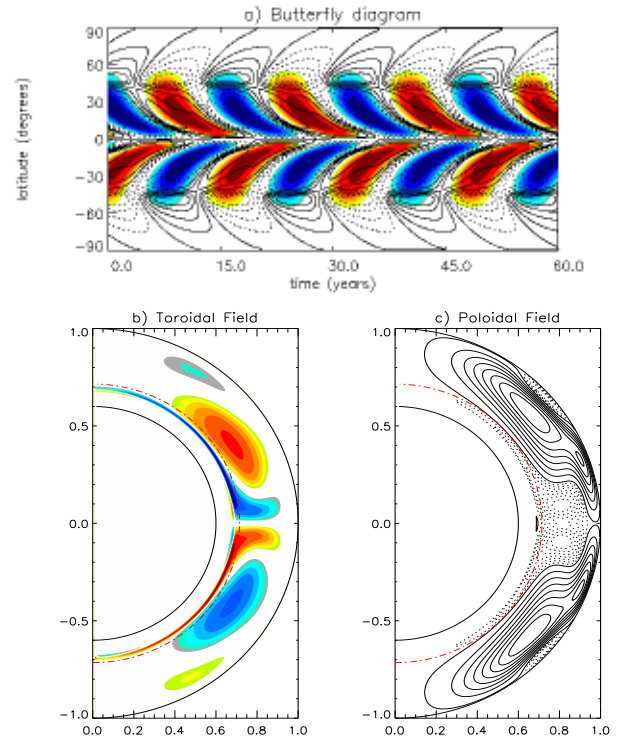 a) Butterfly diagram
90
60
30
0
-30
-60
-90
latitude (degrees)
0.0 15.0 30.0 45.0 60.0
time (years)
b) Toroidal Field c) Poloidal Field
1.0 1.0
0.5 0.5
0.0 0.0
-0.5 -0.5
-1.0 -1.0
0.0 0.2 0.4 0.6 0.8 1.0 0.0 0.2 0.4 0.6 0.8 1.0